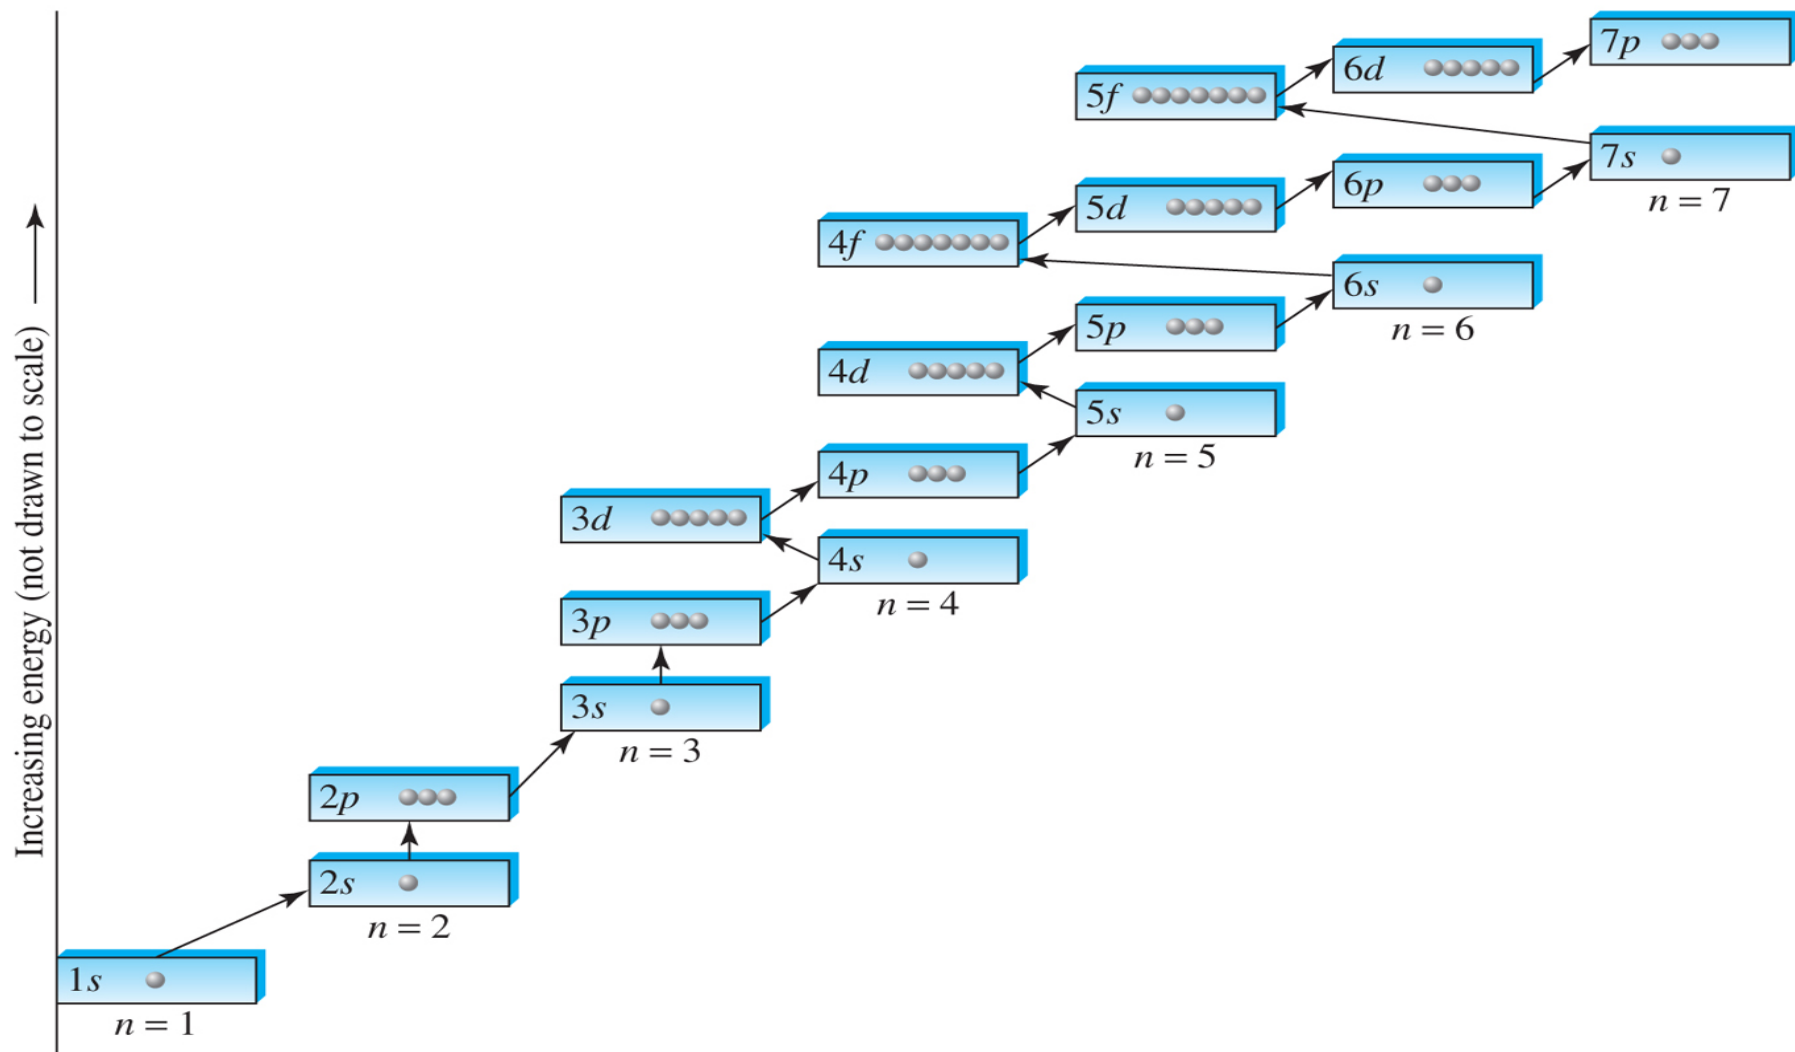 7p
6d
5f
7s
n = 7
6p
5d
4f
6s
n = 6
5p
4d
5s
n = 5
4p
3d
4s
n = 4
3p
3s
n = 3
2p
2s
n = 2
1s
n = 1
Increasing energy (not drawn to scale)